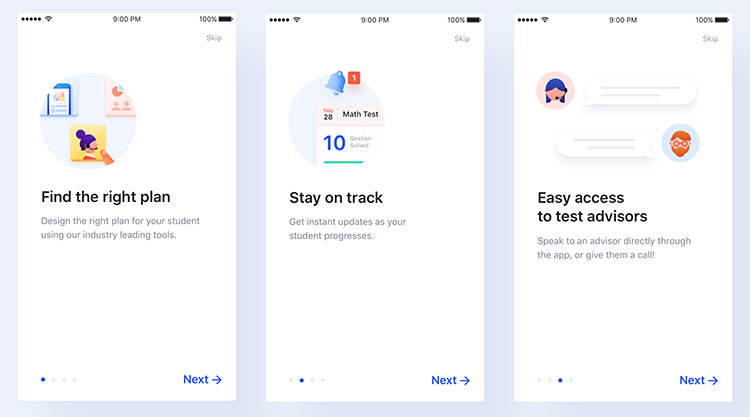 9:00 PM
100%
Skip
Find the right plan
Design the right plan for your student
using our industry leading tools.
Next →
9:00 PM
100%
Skip
1
THU
28
Math Test
10
Qestion
Solved
Stay on track
Get instant updates as your
student progresses.
Next →
9:00 PM
100%
Skip
Easy access
to test advisors
Speak to an advisor directly through
the app, or give them a call!
Next →